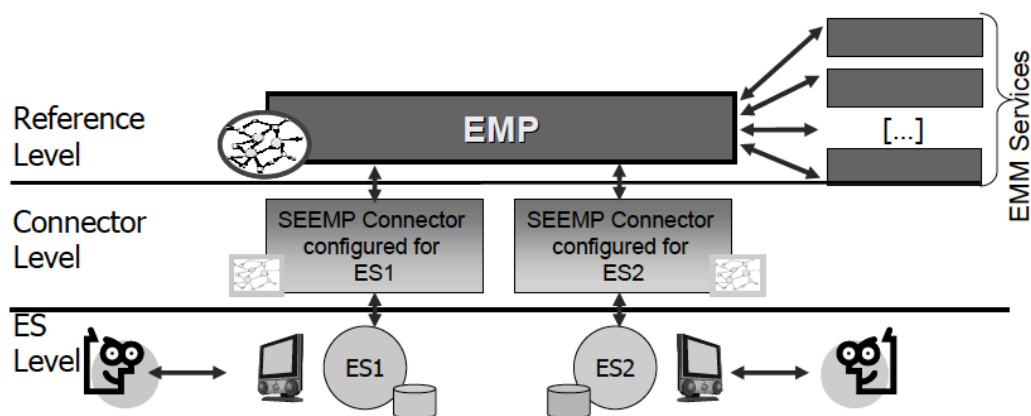 Reference
Level
EMP
[...]
EMM Services
Connector
Level
SEEMP Connector
configured for
ES1
SEEMP Connector
configured for
ES2
ES
Level
ES1
ES2